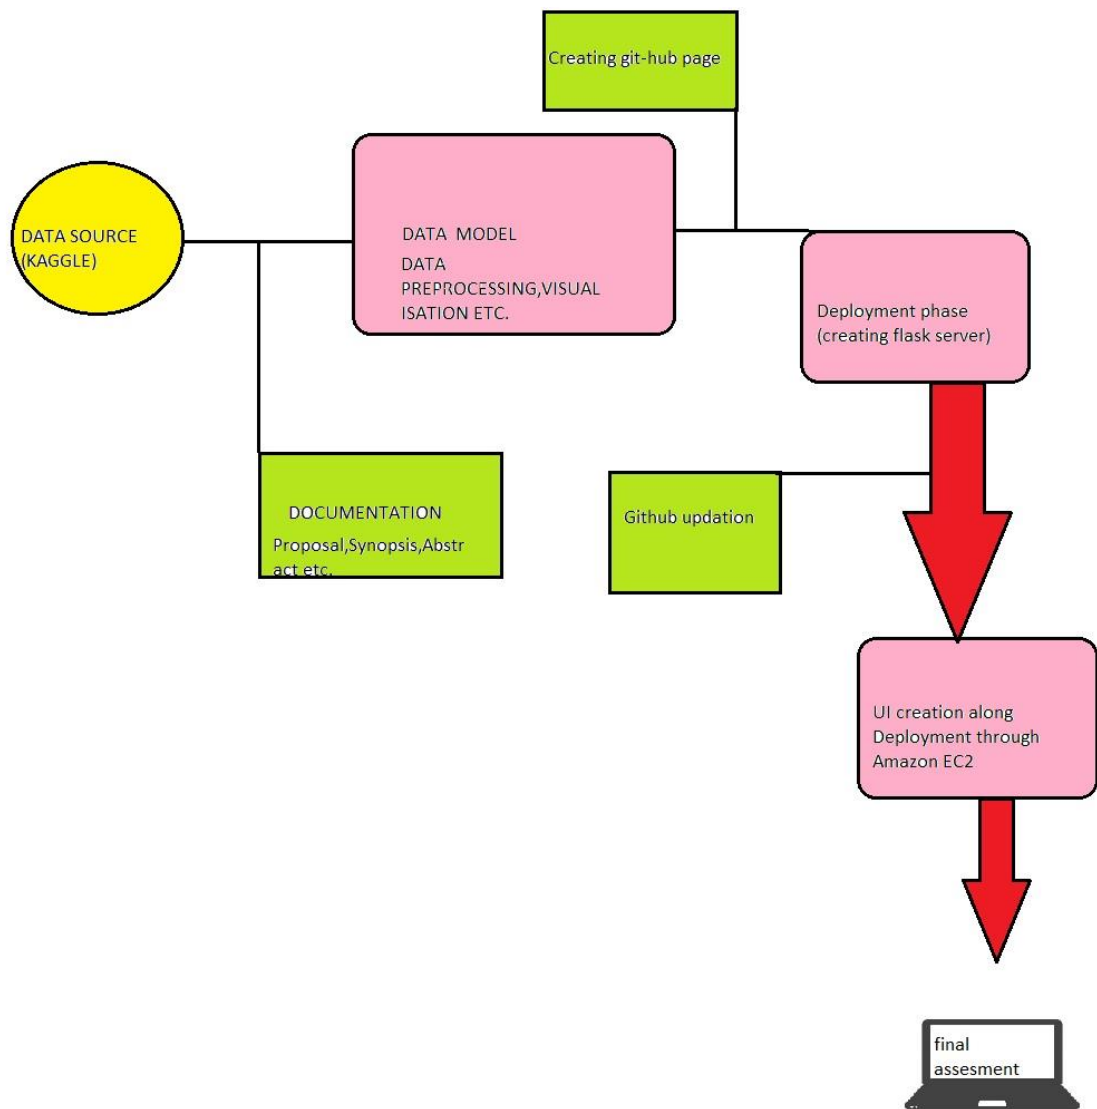 Creating git-hub page
DATA SOURCE
(KAGGLE)
DATA MODEL
DATA
PREPROCESSING,VISUAL
ISATION ETC.
Deployment phase
(creating flask server)
DOCUMENTATION
Proposal,Synopsis,Abstr
act etc.
Github updation
UI creation along
Deployment through
Amazon EC2
final
assesment